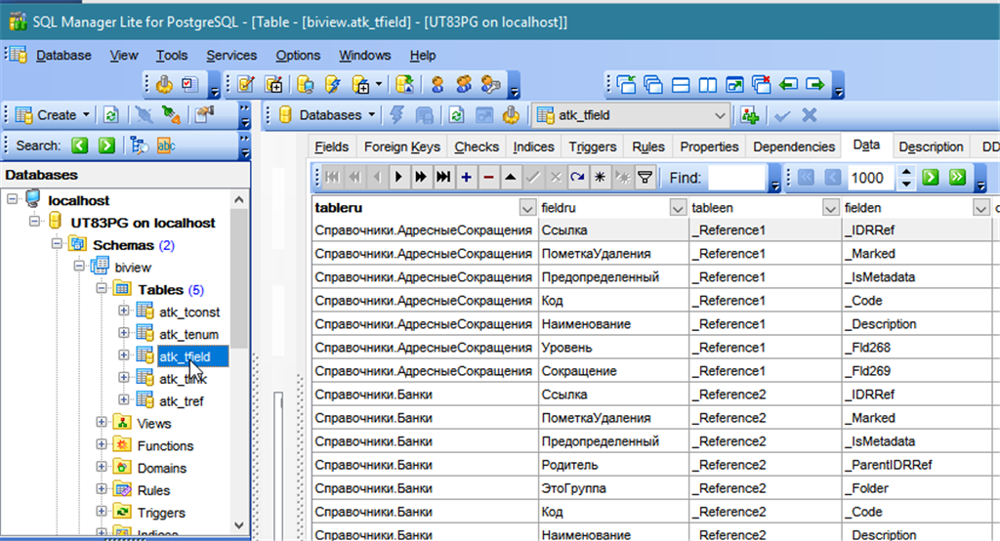 SQL Manager Lite for PostgreSQL - [Table - [biview.atk_tfield] - [UT83PG on localhost]]
Database View Tools Services Options Windows Help
Create Databases atk_tfield
Search: abc
Fields Foreign Keys Checks Indices Triggers Rules Properties Dependencies Data Description DD
Find: 1000
Databases
localhost
UT83PG on localhost
Schemas (2)
biview
Tables (5)
atk_tconst
atk_tenum
atk_tfield
atk_tlink
atk_tref
Views
Functions
Domains
Rules
Triggers
Indices
tableru fieldru tableen fielden
Справочники.АдресныеСокращения Ссылка _Reference1 _IDRRef
Справочники.АдресныеСокращения ПометкаУдаления _Reference1 _Marked
Справочники.АдресныеСокращения Предопределенный _Reference1 _IsMetadata
Справочники.АдресныеСокращения Код _Reference1 _Code
Справочники.АдресныеСокращения Наименование _Reference1 _Description
Справочники.АдресныеСокращения Уровень _Reference1 _Fld268
Справочники.АдресныеСокращения Сокращение _Reference1 _Fld269
Справочники.Банки Ссылка _Reference2 _IDRRef
Справочники.Банки ПометкаУдаления _Reference2 _Marked
Справочники.Банки Предопределенный _Reference2 _IsMetadata
Справочники.Банки Родитель _Reference2 _ParentIDRRef
Справочники.Банки ЭтоГруппа _Reference2 _Folder
Справочники.Банки Код _Reference2 _Code
Справочники.Банки Наименование _Reference2 _Description